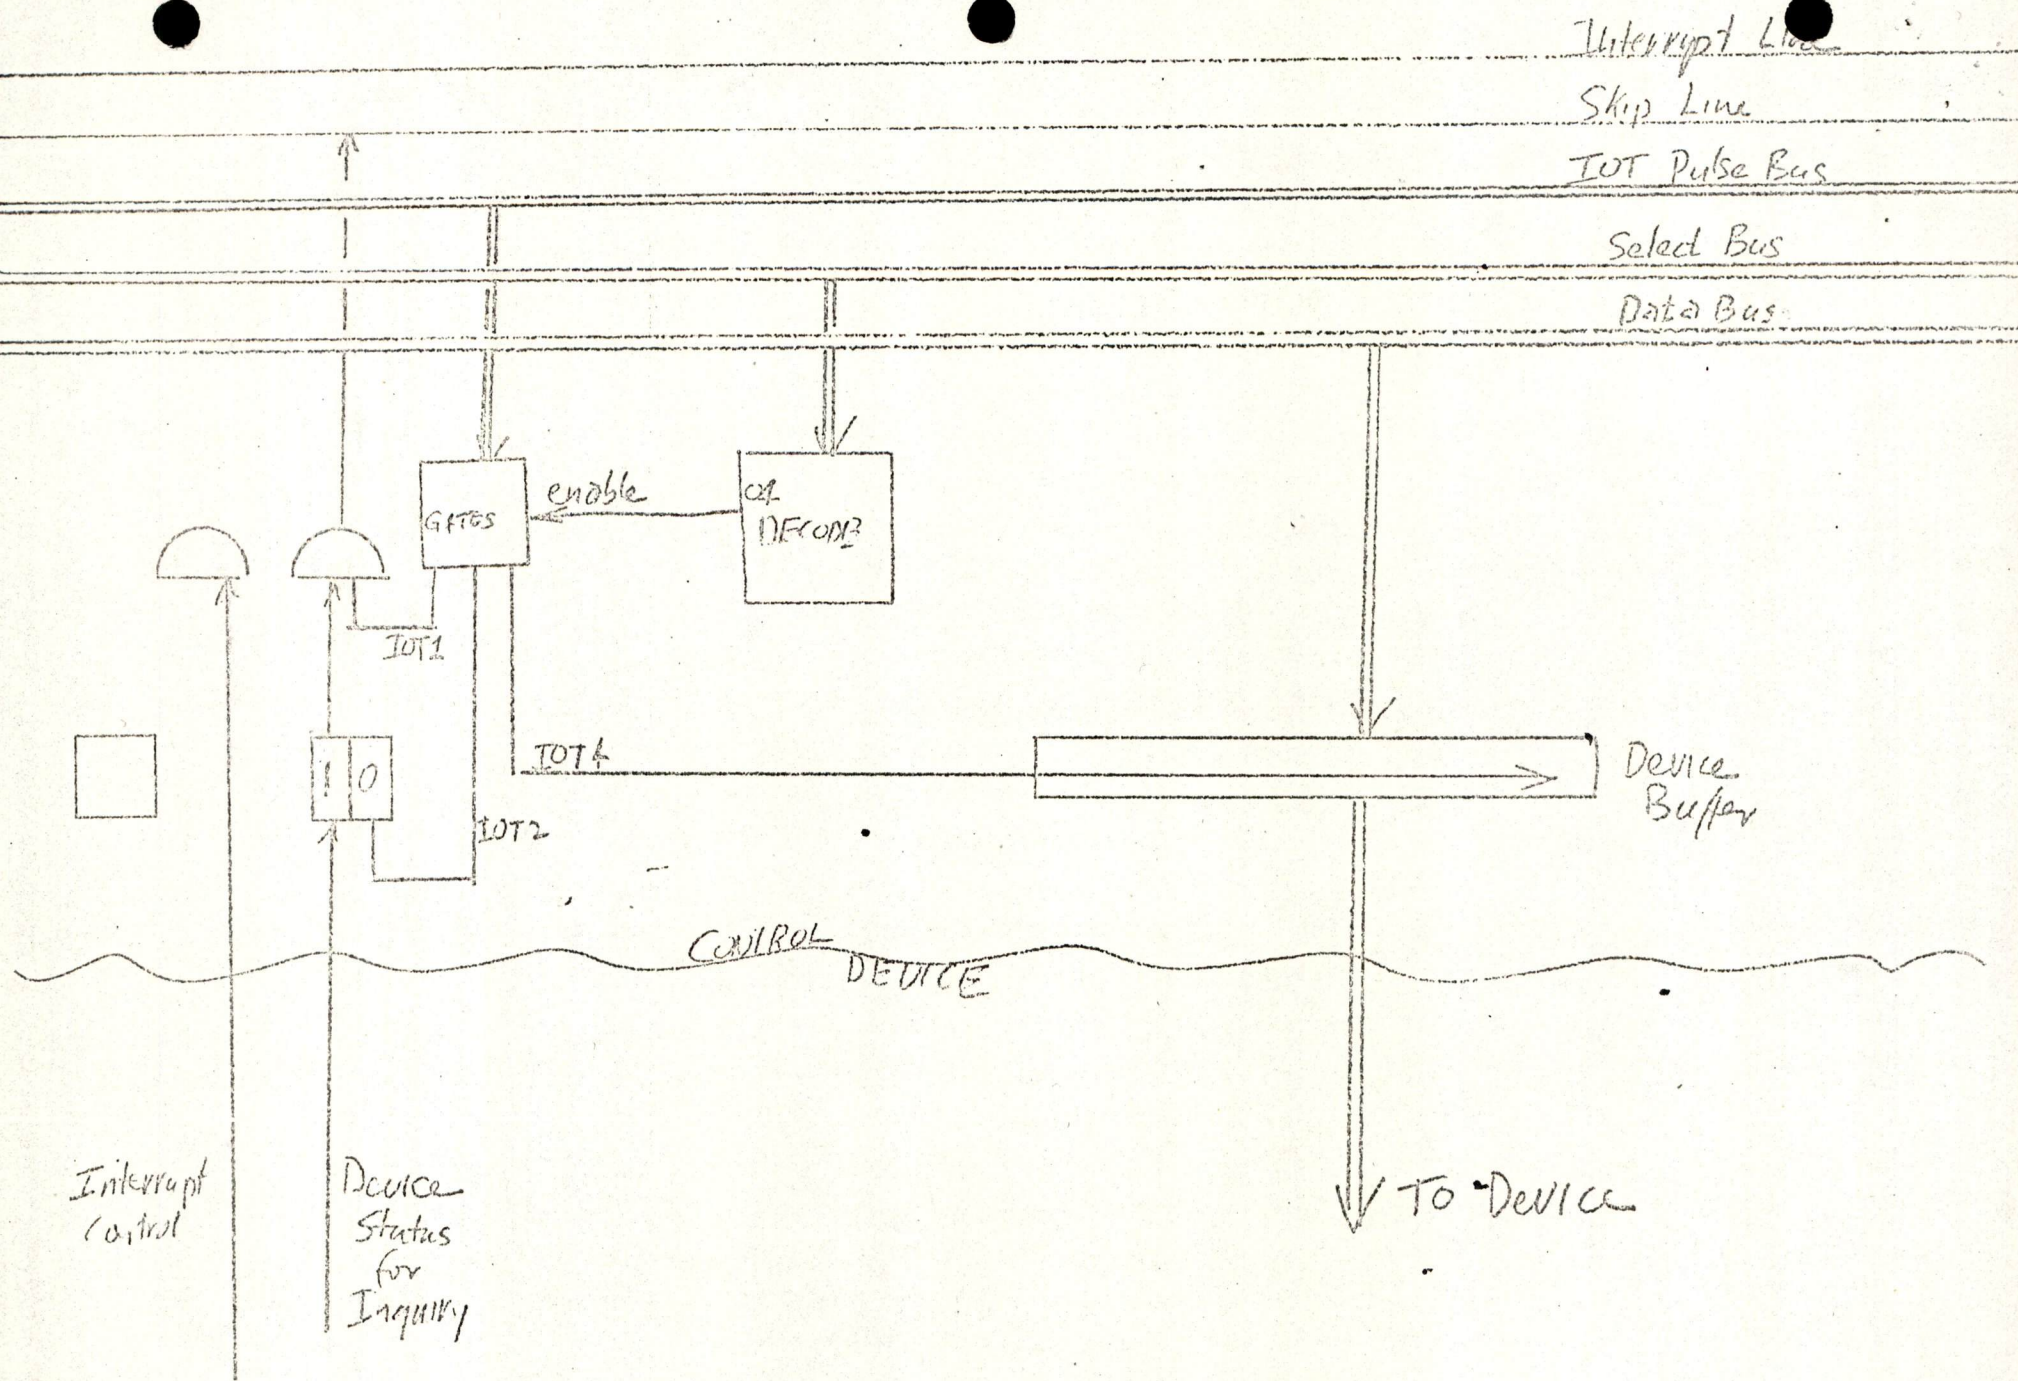 Interrupt Line
Skip Line
IOT Pulse Bus
Select Bus
Data Bus
enable
GATES
04
DECODE
IOT1
1 0
IOT4
IOT2
Device
Buffer
CONTROL
DEVICE
Interrupt
Control
Device
Status
for
Inquiry
To Device